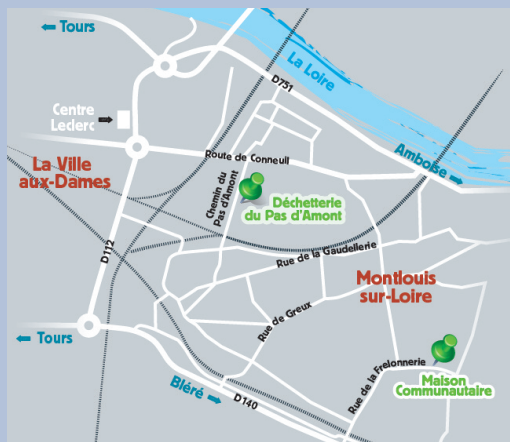 Tours
La Loire
D751
Centre
Leclerc
Route de Conneuil
Amboise
La Ville
aux-Dames
Chemin du
Pas d'Amont
Déchetterie
du Pas d'Amont
D112
Rue de la Gaudellerie
Montlouis
sur-Loire
Rue de Greux
Tours
Rue de la Frelonnerie
Maison
Communautaire
Bléré
D140